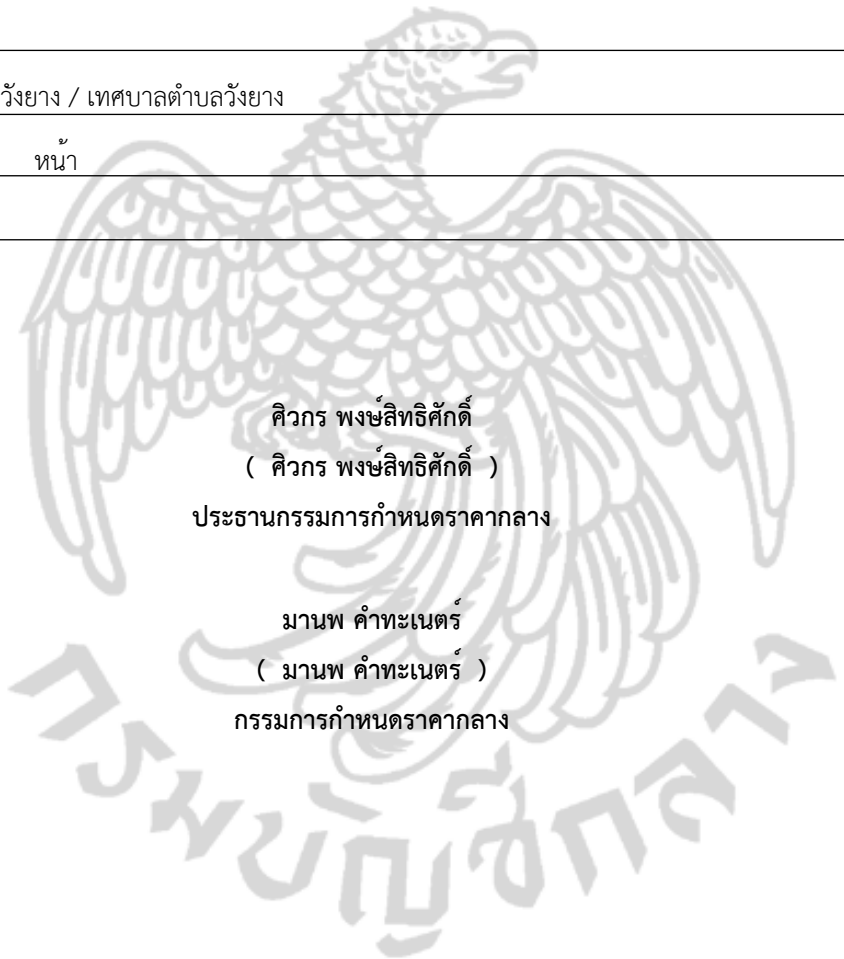 วังยาง / เทศบาลตำบลวังยาง
หน้า
ศิวกร พงษ์สิทธิศักดิ์
( ศิวกร พงษ์สิทธิศักดิ์ )
ประธานกรรมการกำหนดราคากลาง
มานพ คำทะเนตร์
( มานพ คำทะเนตร์ )
กรรมการกำหนดราคากลาง
กรมบัญชีกลาง